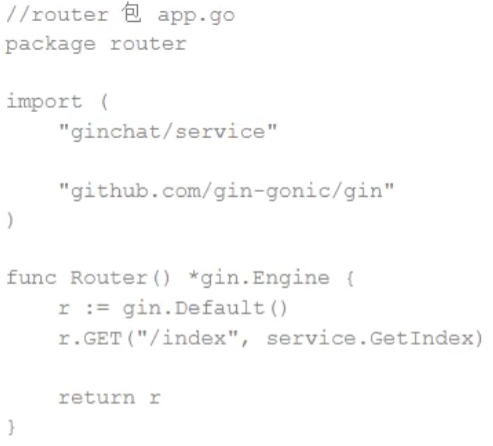 //router 包 app.go
package router
import (
    "ginchat/service"
    "github.com/gin-gonic/gin"
)
func Router() *gin.Engine {
    r := gin.Default()
    r.GET("/index", service.GetIndex)
    return r
}